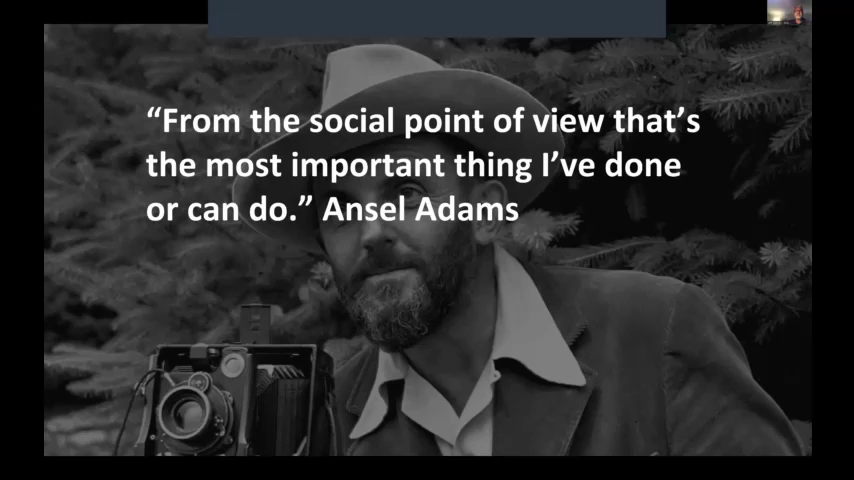 “From the social point of view that’s
the most important thing I’ve done
or can do.” Ansel Adams